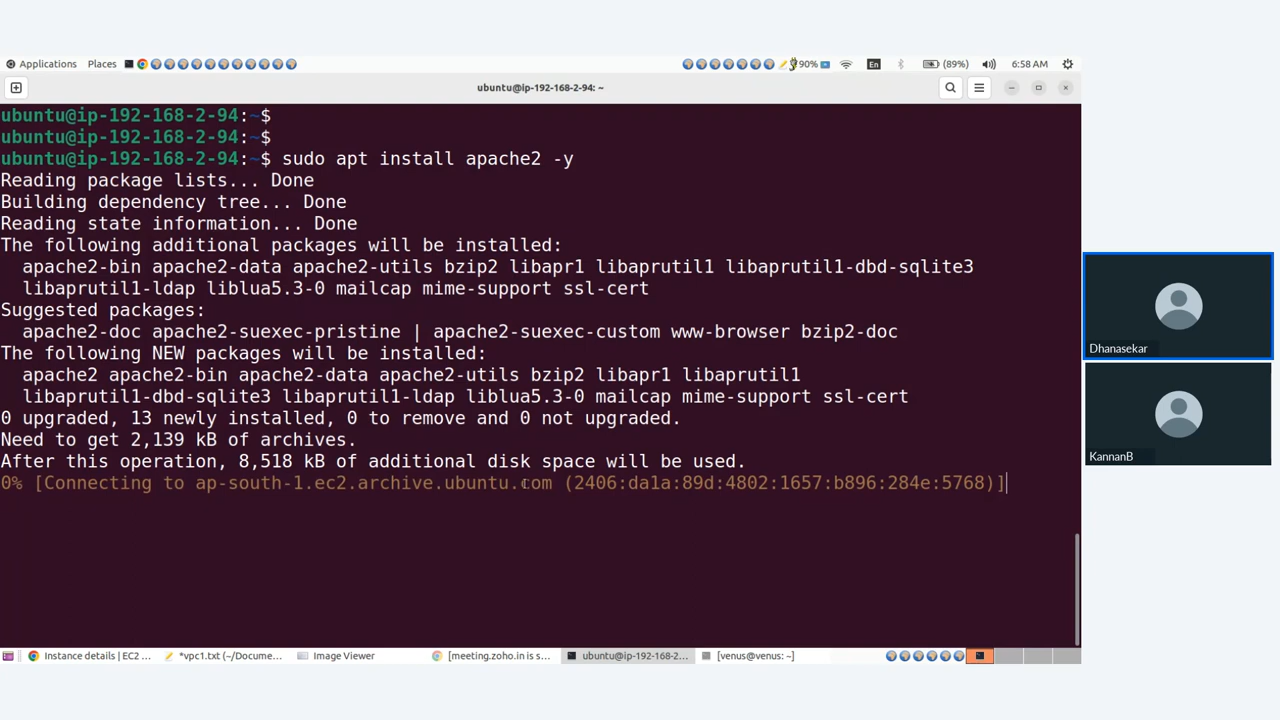 Applications Places 90% En (89%) 6:58 AM
ubuntu@ip-192-168-2-94: ~
ubuntu@ip-192-168-2-94:~$
ubuntu@ip-192-168-2-94:~$
ubuntu@ip-192-168-2-94:~$ sudo apt install apache2 -y
Reading package lists... Done
Building dependency tree... Done
Reading state information... Done
The following additional packages will be installed:
apache2-bin apache2-data apache2-utils bzip2 libapr1 libaprutil1 libaprutil1-dbd-sqlite3
libaprutil1-ldap liblua5.3-0 mailcap mime-support ssl-cert
Suggested packages:
apache2-doc apache2-suexec-pristine | apache2-suexec-custom www-browser bzip2-doc
The following NEW packages will be installed:
apache2 apache2-bin apache2-data apache2-utils bzip2 libapr1 libaprutil1
libaprutil1-dbd-sqlite3 libaprutil1-ldap liblua5.3-0 mailcap mime-support ssl-cert
0 upgraded, 13 newly installed, 0 to remove and 0 not upgraded.
Need to get 2,139 kB of archives.
After this operation, 8,518 kB of additional disk space will be used.
0% [Connecting to ap-south-1.ec2.archive.ubuntu.com (2406:da1a:89d:4802:1657:b896:284e:5768)]
Dhanasekar
KannanB
Instance details | EC2 ... *vpc1.txt (~/Docume... Image Viewer [meeting.zoho.in is s... ubuntu@ip-192-168-2... [venus@venus: ~]